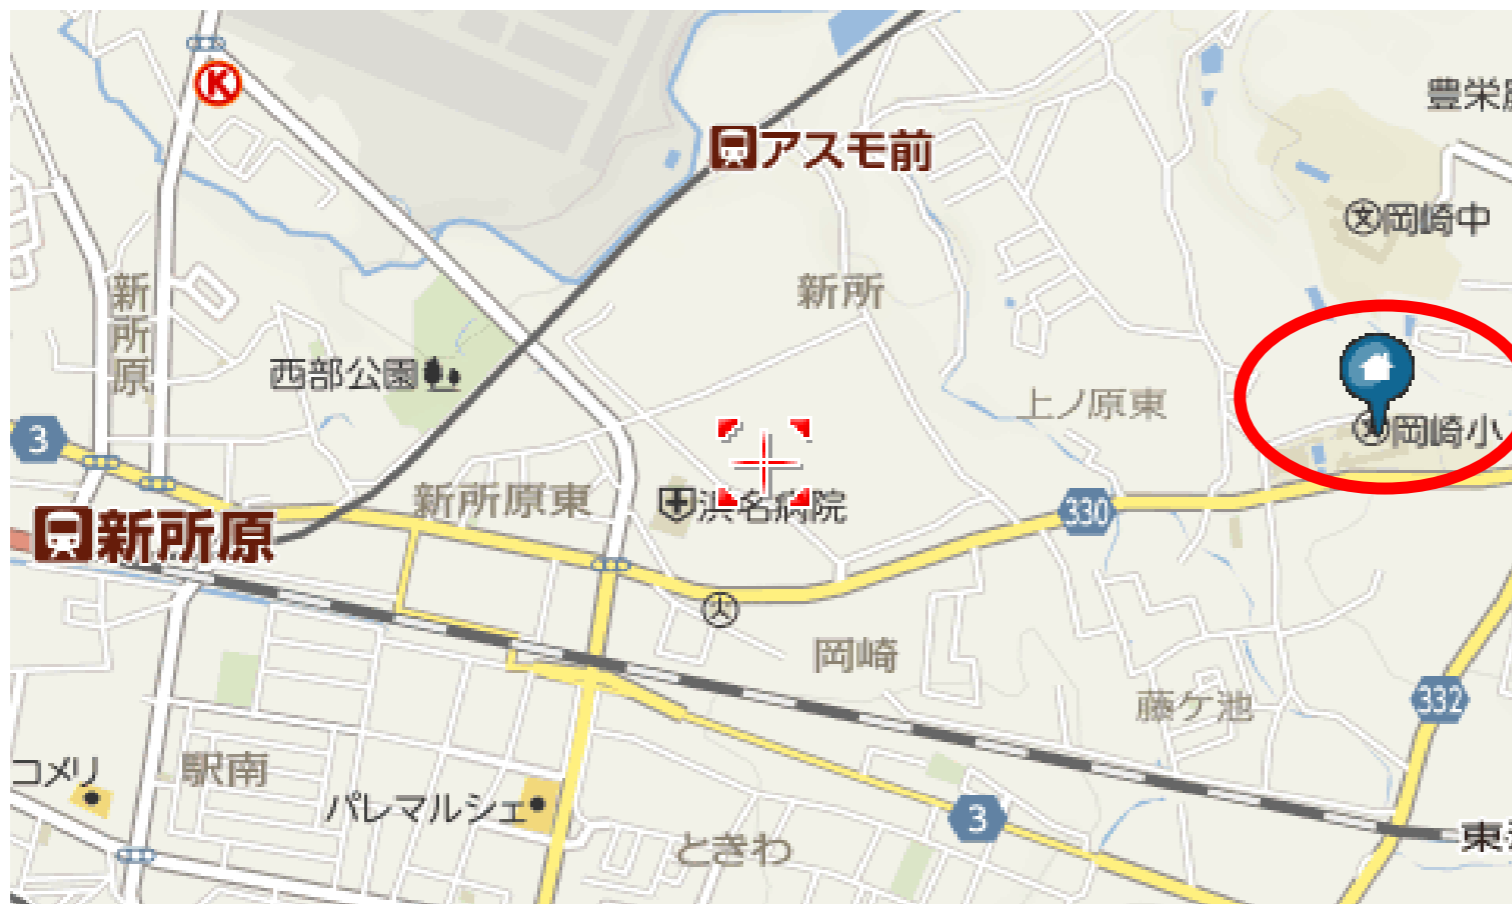 K
アスモ前
豊栄
岡崎中
新所原
新所
西部公園
上ノ原東
3
岡崎小
新所原東
浜名病院
330
新所原
岡崎
332
藤ケ池
コメリ
駅南
パレマルシェ
3
ときわ
東